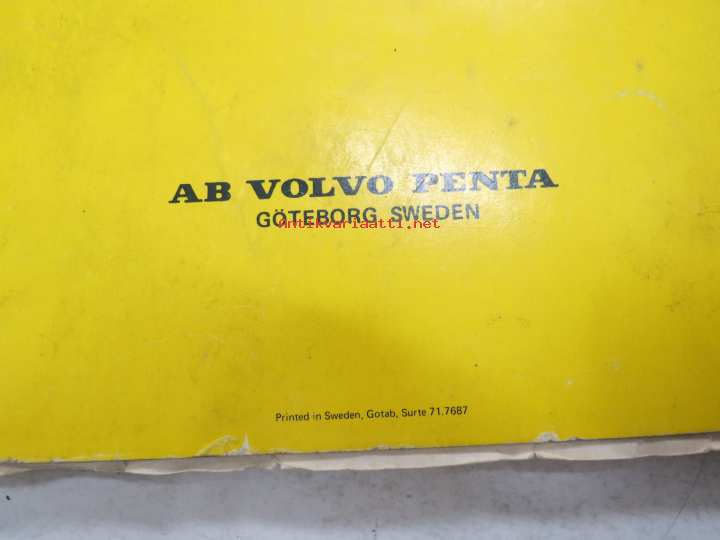 AB VOLVO PENTA
GÖTEBORG SWEDEN
Antikvariaatti.net
Printed in Sweden, Gotab, Surte 71.7687